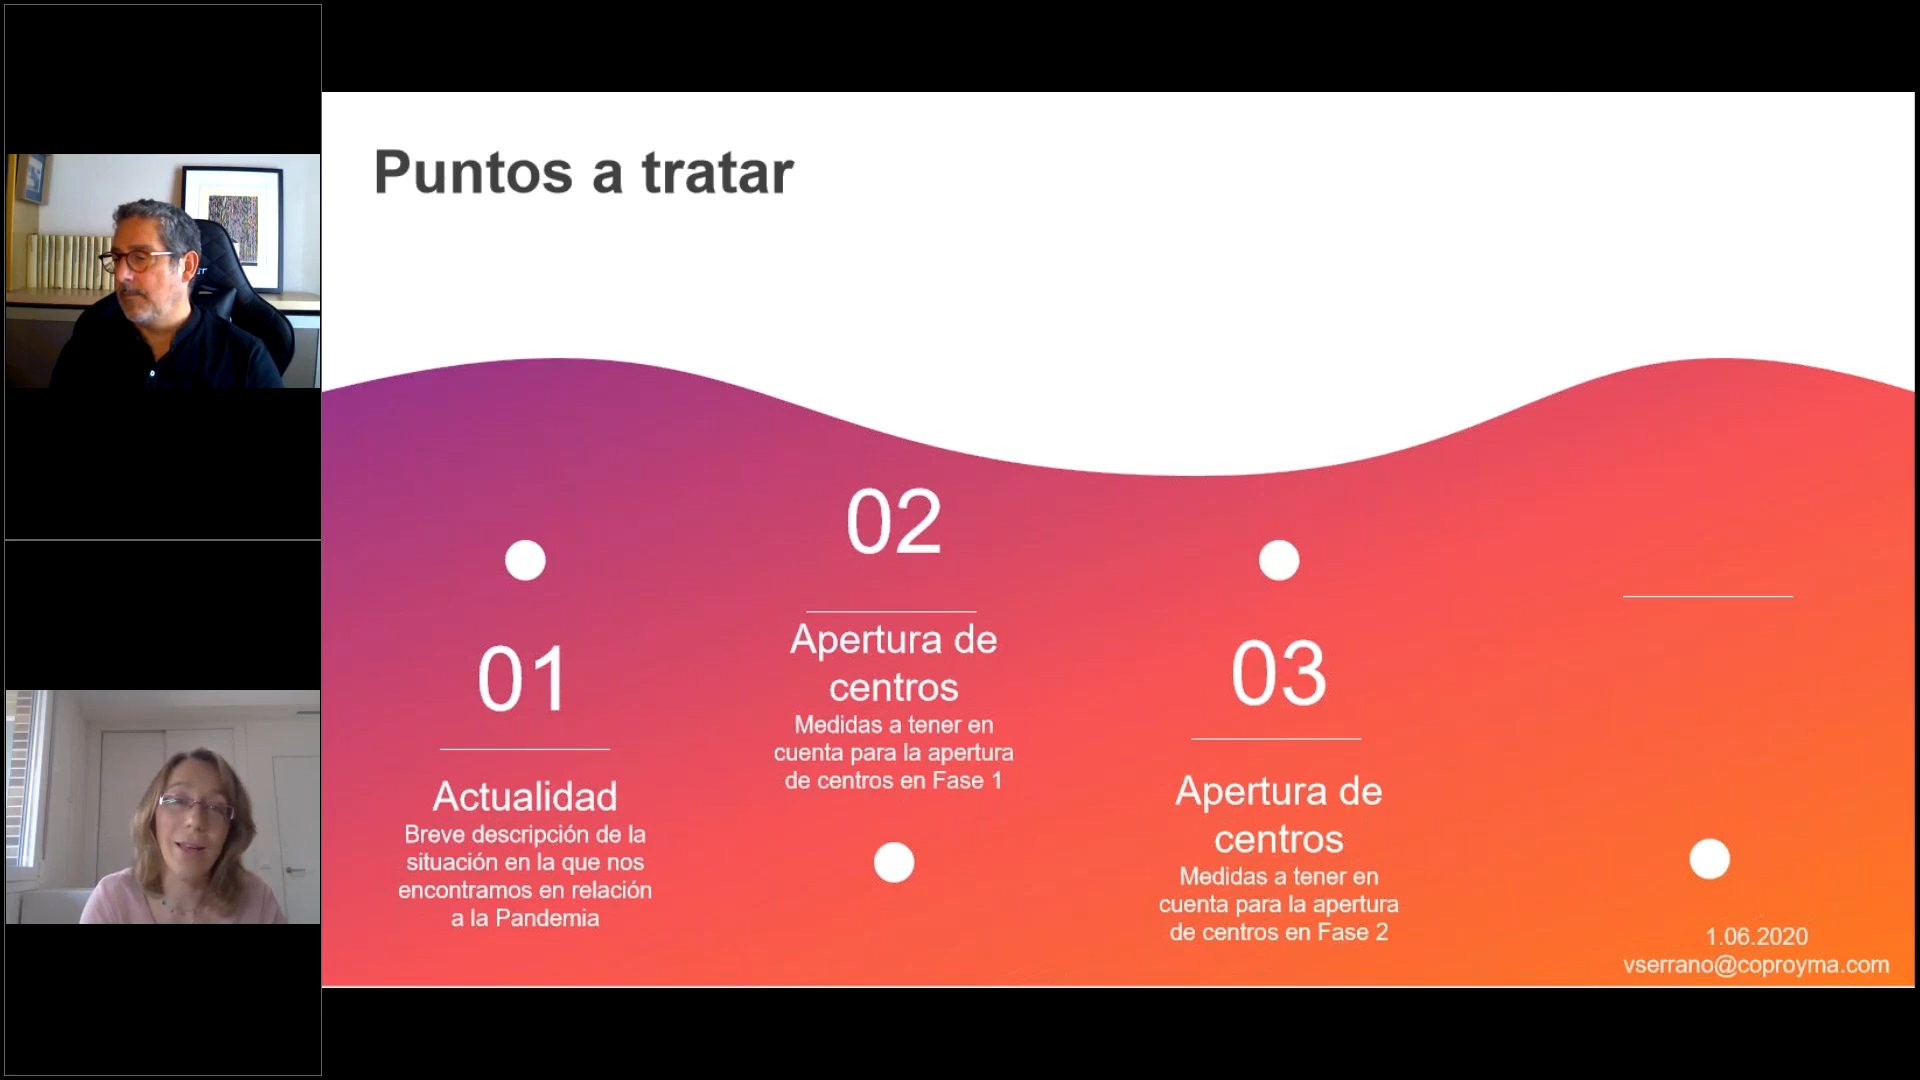 Puntos a tratar
01
Actualidad
Breve descripción de la
situación en la que nos
encontramos en relación
a la Pandemia
02
Apertura de
centros
Medidas a tener en
cuenta para la apertura
de centros en Fase 1
03
Apertura de
centros
Medidas a tener en
cuenta para la apertura
de centros en Fase 2
1.06.2020
vserrano@coproyma.com